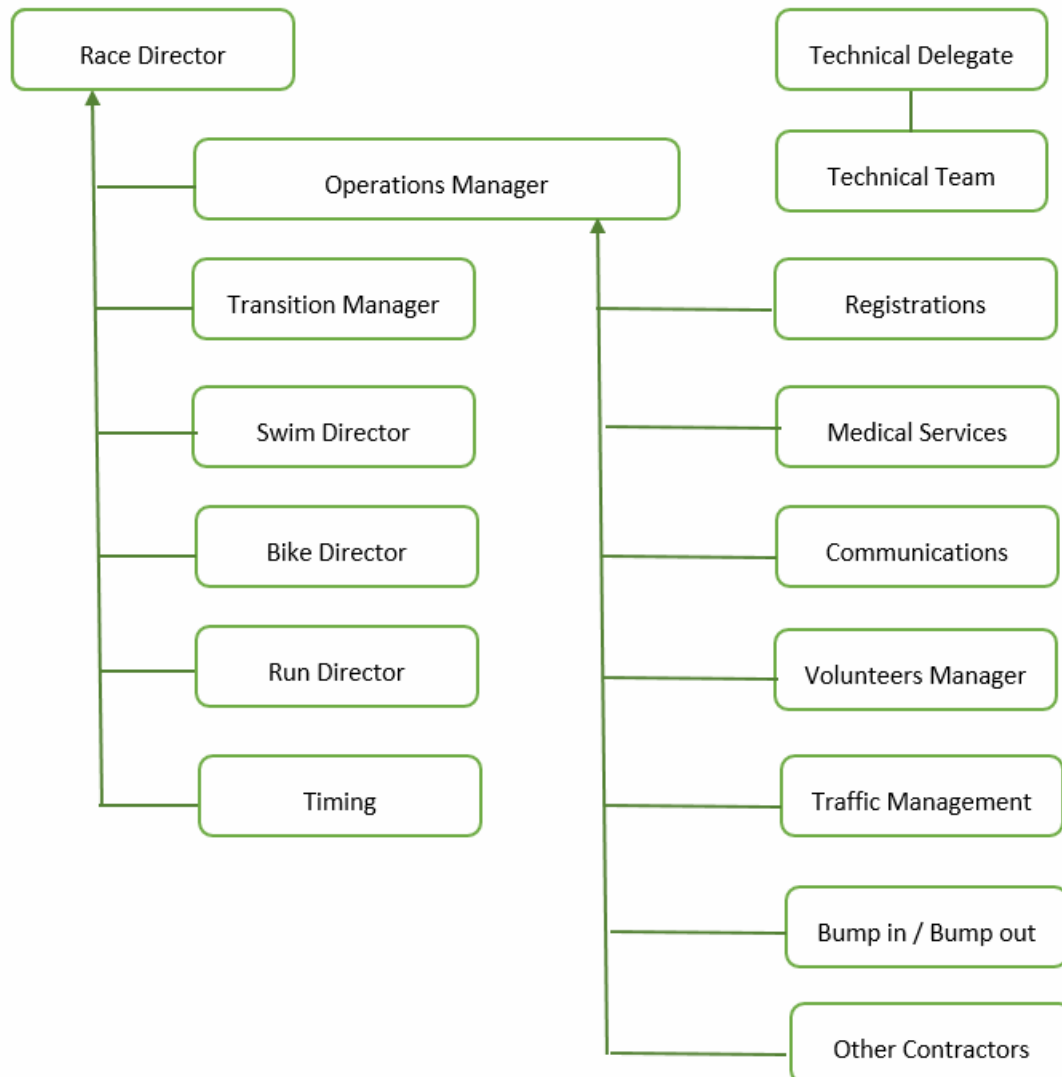 Race Director
Technical Delegate
Technical Team
Operations Manager
Transition Manager
Swim Director
Bike Director
Run Director
Timing
Registrations
Medical Services
Communications
Volunteers Manager
Traffic Management
Bump in / Bump out
Other Contractors